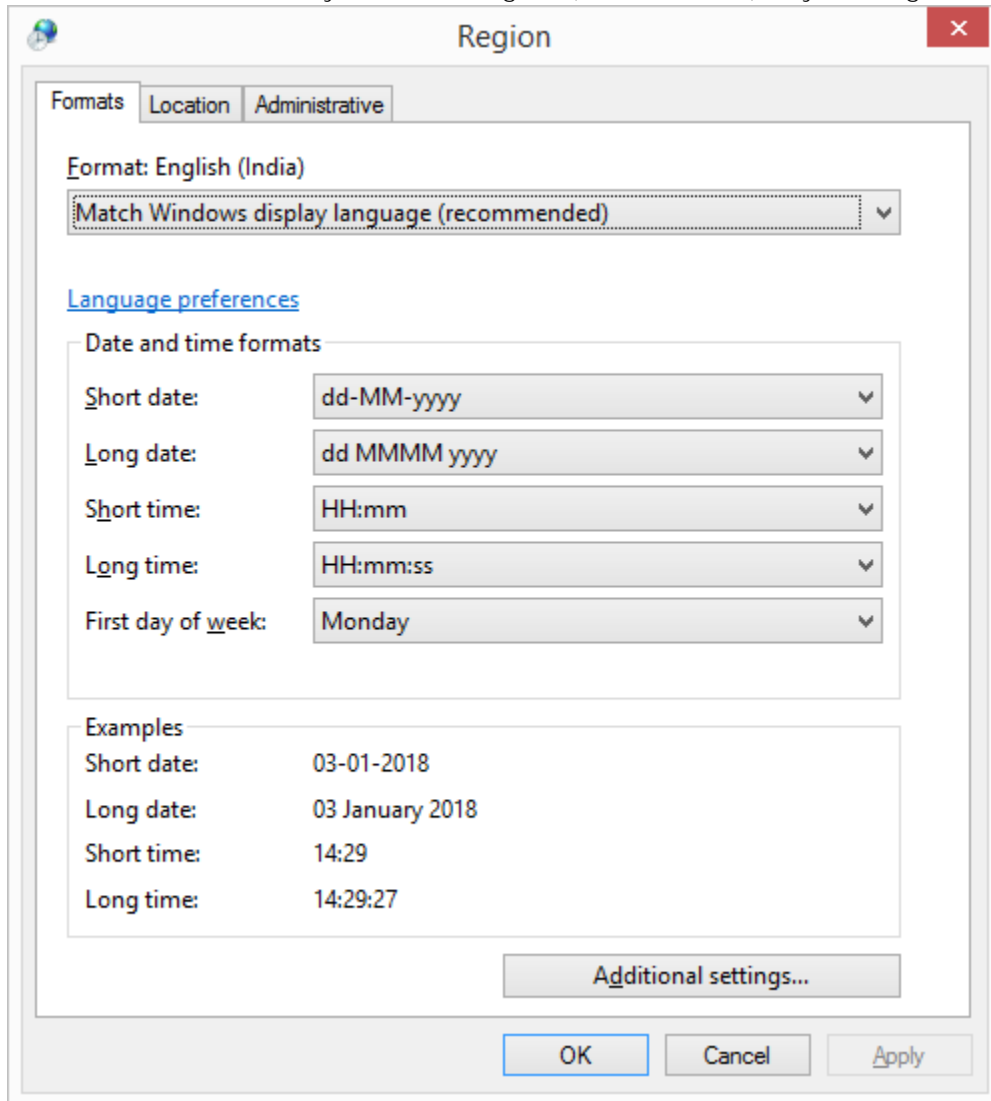 Region
Formats Location Administrative
Format: English (India)
Match Windows display language (recommended)
Language preferences
Date and time formats
Short date: dd-MM-yyyy
Long date: dd MMMM yyyy
Short time: HH:mm
Long time: HH:mm:ss
First day of week: Monday
Examples
Short date: 03-01-2018
Long date: 03 January 2018
Short time: 14:29
Long time: 14:29:27
Additional settings...
OK Cancel Apply